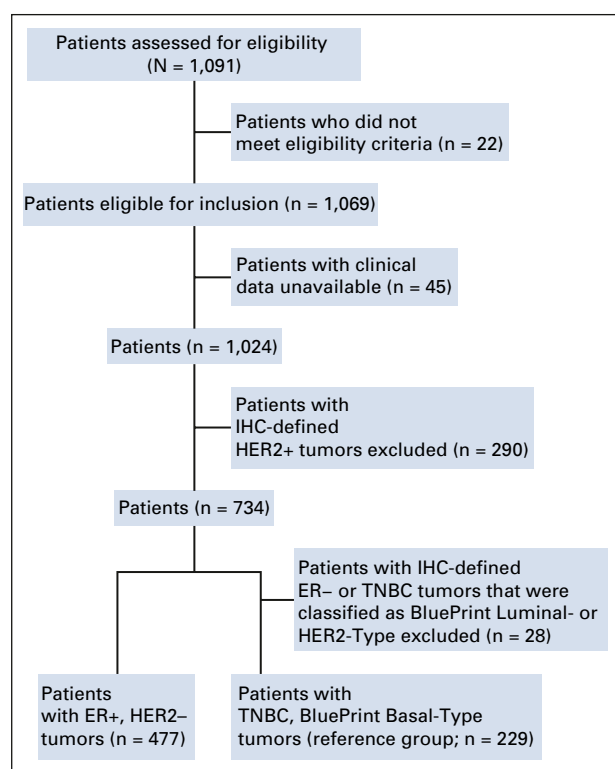 Patients assessed for eligibility
(N = 1,091)
Patients who did not
meet eligibility criteria (n = 22)
Patients eligible for inclusion (n = 1,069)
Patients with clinical
data unavailable (n = 45)
Patients (n = 1,024)
Patients with
IHC-defined
HER2+ tumors excluded (n = 290)
Patients (n = 734)
Patients with IHC-defined
ER− or TNBC tumors that were
classified as BluePrint Luminal- or
HER2-Type excluded (n = 28)
Patients
with ER+, HER2−
tumors (n = 477)
Patients with
TNBC, BluePrint Basal-Type
tumors (reference group; n = 229)